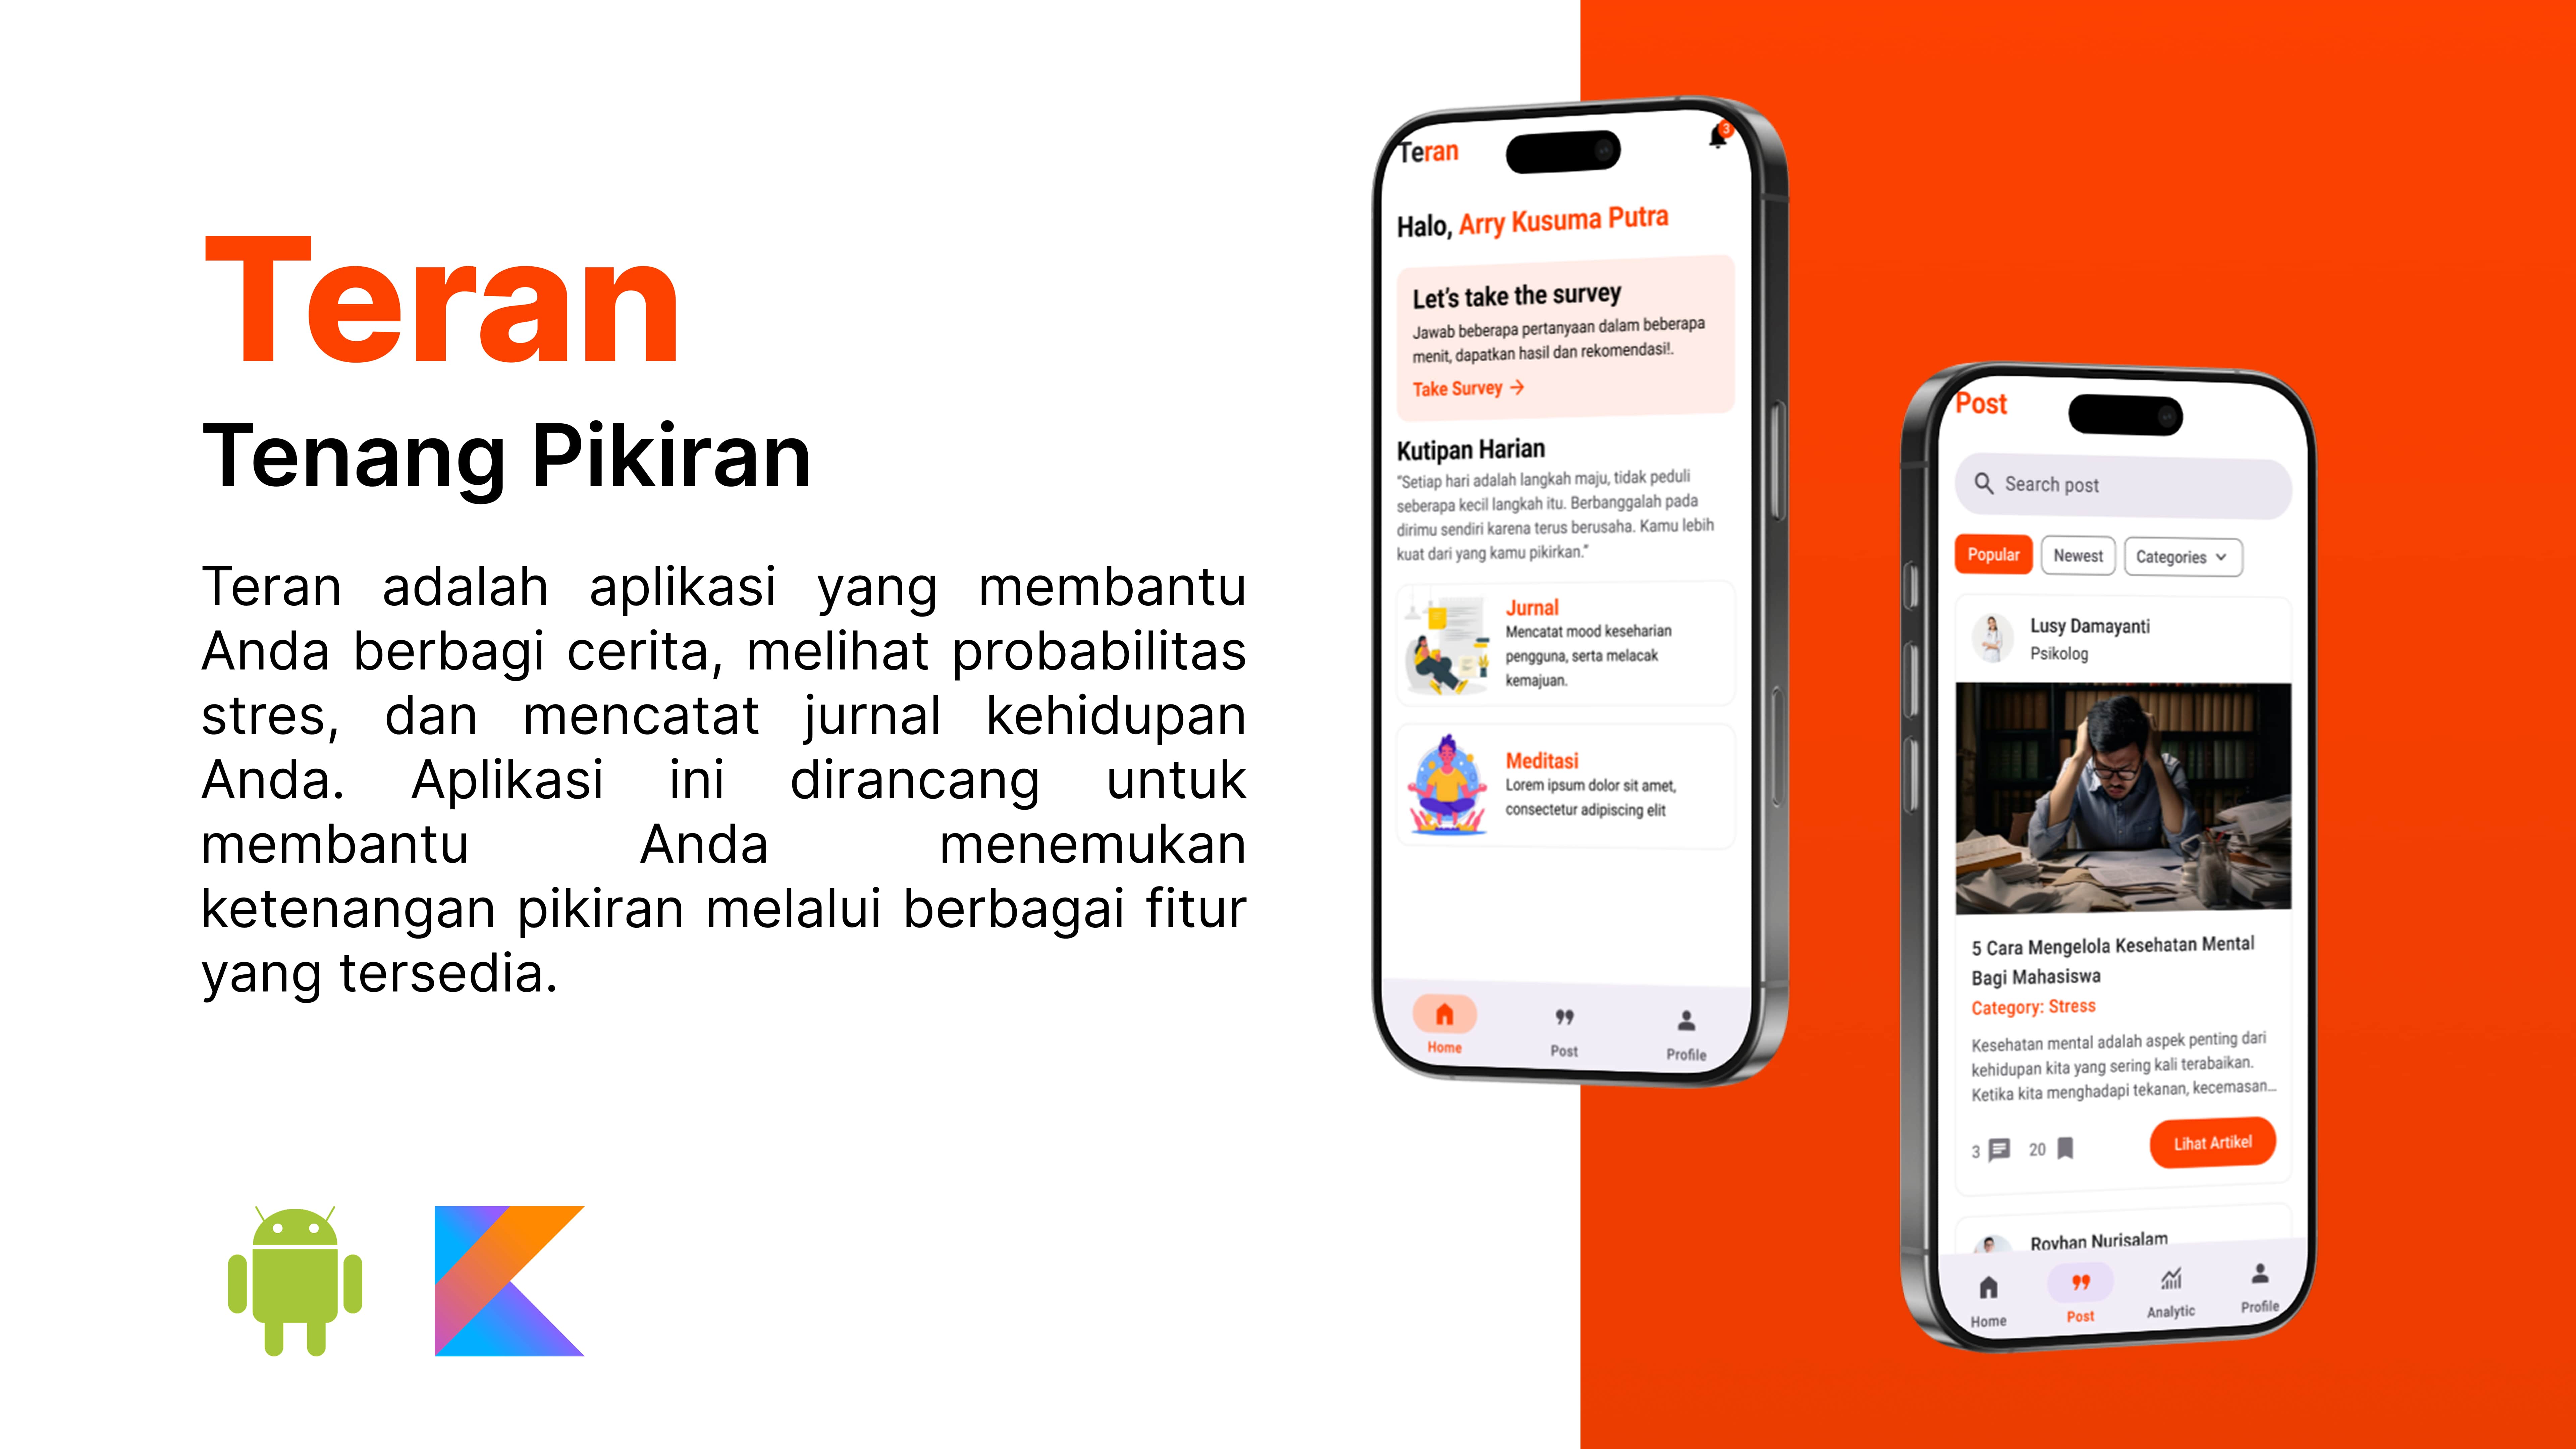 Teran
Tenang Pikiran
Teran adalah aplikasi yang membantu
Anda berbagi cerita, melihat probabilitas
stres, dan mencatat jurnal kehidupan
Anda. Aplikasi ini dirancang untuk
membantu Anda menemukan
ketenangan pikiran melalui berbagai fitur
yang tersedia.
Teran
3
Halo, Arry Kusuma Putra
Let's take the survey
Jawab beberapa pertanyaan dalam beberapa
menit, dapatkan hasil dan rekomendasi!.
Take Survey →
Kutipan Harian
"Setiap hari adalah langkah maju, tidak peduli
seberapa kecil langkah itu. Berbanggalah pada
dirimu sendiri karena terus berusaha. Kamu lebih
kuat dari yang kamu pikirkan."
Jurnal
Mencatat mood keseharian
pengguna, serta melacak
kemajuan.
Meditasi
Lorem ipsum dolor sit amet,
consectetur adipiscing elit
Home
Post
Profile
Post
Search post
Popular
Newest
Categories
Lusy Damayanti
Psikolog
5 Cara Mengelola Kesehatan Mental
Bagi Mahasiswa
Category: Stress
Kesehatan mental adalah aspek penting dari
kehidupan kita yang sering kali terabaikan.
Ketika kita menghadapi tekanan, kecemasan...
3
20
Lihat Artikel
Royhan Nurisalam
Home
Post
Analytic
Profile